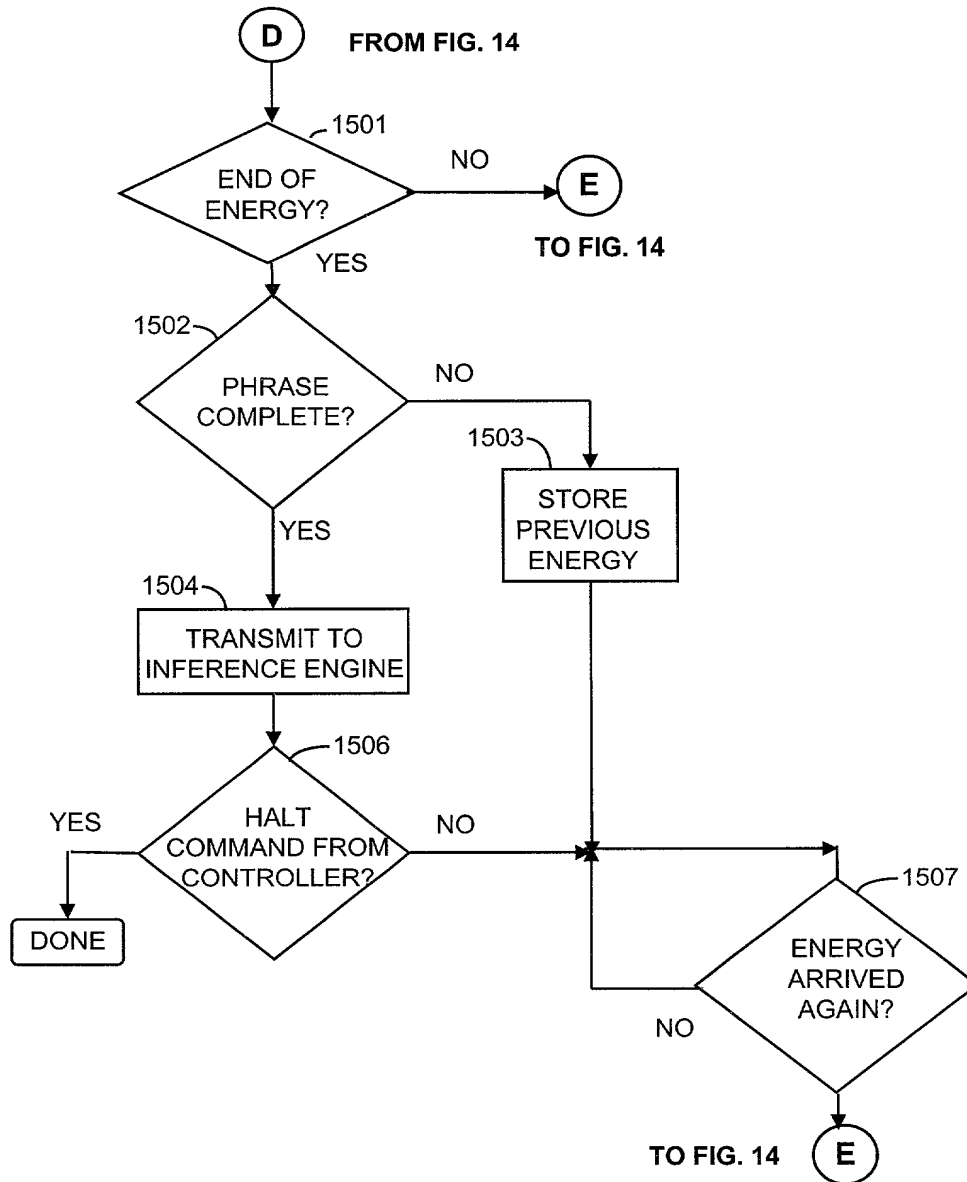 D
FROM FIG. 14
1501
END OF
ENERGY?
NO
E
TO FIG. 14
YES
1502
PHRASE
COMPLETE?
NO
1503
STORE
PREVIOUS
ENERGY
YES
1504
TRANSMIT TO
INFERENCE ENGINE
1506
HALT
COMMAND FROM
CONTROLLER?
YES
NO
DONE
1507
ENERGY
ARRIVED
AGAIN?
NO
TO FIG. 14
E